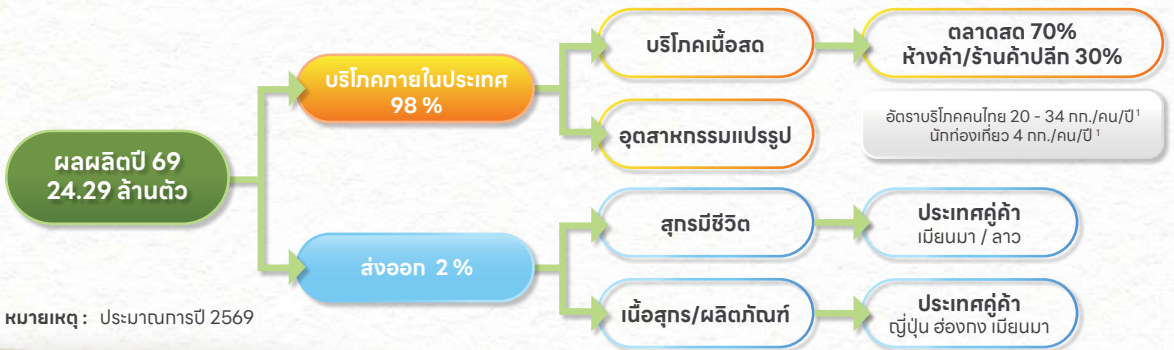 ผลผลิตปี 69
24.29 ล้านตัว
บริโภคภายในประเทศ
98 %
บริโภคเนื้อสด
ตลาดสด 70%
ห้างค้า/ร้านค้าปลีก 30%
อัตราบริโภคคนไทย 20 - 34 กก./คน/ปี ¹
นักท่องเที่ยว 4 กก./คน/ปี ¹
อุตสาหกรรมแปรรูป
ส่งออก 2 %
สุกรมีชีวิต
ประเทศคู่ค้า
เมียนมา / ลาว
เนื้อสุกร/ผลิตภัณฑ์
ประเทศคู่ค้า
ญี่ปุ่น ฮ่องกง เมียนมา
หมายเหตุ : ประมาณการปี 2569